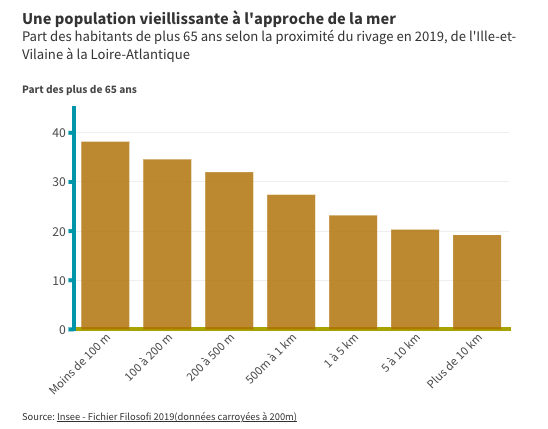 Une population vieillissante à l'approche de la mer
Part des habitants de plus 65 ans selon la proximité du rivage en 2019, de l'Ille-et-
Vilaine à la Loire-Atlantique
Part des plus de 65 ans
40
30
20
10
0
Moins de 100 m
100 à 200 m
200 à 500 m
500m à 1 km
1 à 5 km
5 à 10 km
Plus de 10 km
Source: Insee - Fichier Filosofi 2019(données carroyées à 200m)